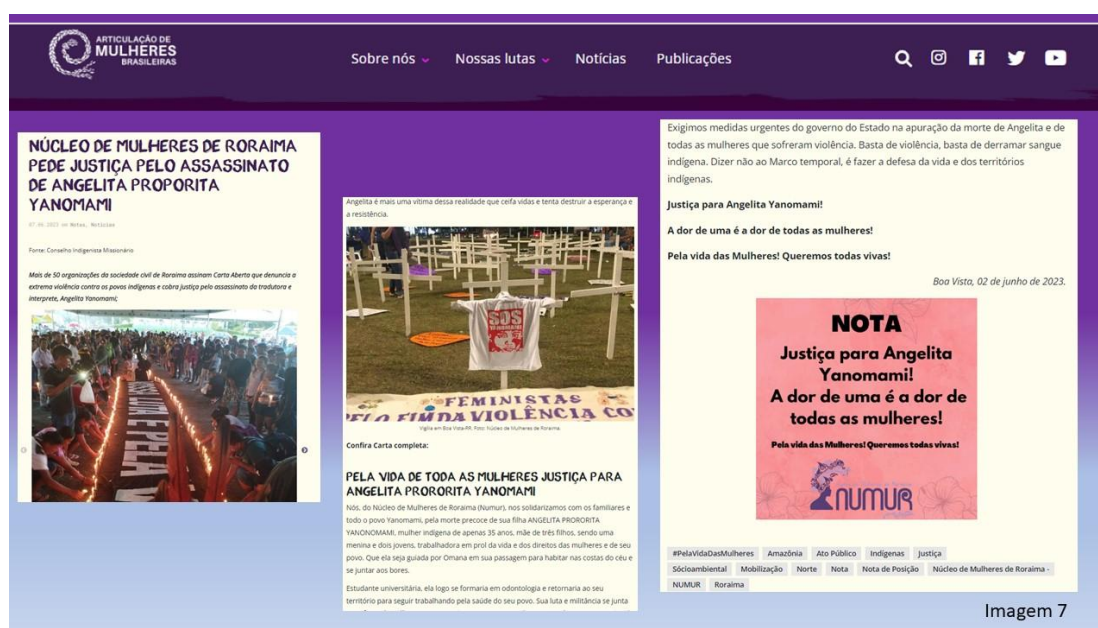 ARTICULAÇÃO DE
MULHERES
BRASILEIRAS
Sobre nós
Nossas lutas
Notícias
Publicações
NÚCLEO DE MULHERES DE RORAIMA
PEDE JUSTIÇA PELO ASSASSINATO
DE ANGELITA PROPORITA
YANOMAMI
Notas, Notícias
Fonte: Conselho Indigenista Missionário
Mais de 50 organizações da sociedade civil de Roraima assinam Carta Aberta que denuncia a
extrema violência contra os povos indígenas e cobra justiça pelo assassinato da tradutora e
interprete, Angelita Yanomami;
LUTA É PELA
Angelita é mais uma vítima dessa realidade que ceifa vidas e tenta destruir a esperança e
a resistência.
SOS
YANOMAMI
FEMINISTAS
PELO FIM DA VIOLÊNCIA CO
Vigília em Boa Vista-RR. Foto: Núcleo de Mulheres de Roraima.
Confira Carta completa:
PELA VIDA DE TODA AS MULHERES JUSTIÇA PARA
ANGELITA PRORORITA YANOMAMI
Nós, do Núcleo de Mulheres de Roraima (Numur), nos solidarizamos com os familiares e
todo o povo Yanomami, pela morte precoce de sua filha ANGELITA PRORORITA
YANONOMAMI, mulher indígena de apenas 35 anos, mãe de três filhos, sendo uma
menina e dois jovens, trabalhadora em prol da vida e dos direitos das mulheres e de seu
povo. Que ela seja guiada por Omana em sua passagem para habitar nas costas do céu e
se juntar aos bores.
Estudante universitária, ela logo se formaria em odontologia e retornaria ao seu
território para seguir trabalhando pela saúde do seu povo. Sua luta e militância se junta
Exigimos medidas urgentes do governo do Estado na apuração da morte de Angelita e de
todas as mulheres que sofreram violência. Basta de violência, basta de derramar sangue
indígena. Dizer não ao Marco temporal, é fazer a defesa da vida e dos territórios
indígenas.
Justiça para Angelita Yanomami!
A dor de uma é a dor de todas as mulheres!
Pela vida das Mulheres! Queremos todas vivas!
Boa Vista, 02 de junho de 2023.
NOTA
Justiça para Angelita
Yanomami!
A dor de uma é a dor de
todas as mulheres!
Pela vida das Mulheres! Queremos todas vivas!
NUMUR
#PelaVidaDasMulheres Amazônia Ato Público Indígenas Justiça
Sócioambiental Mobilização Norte Nota Nota de Posição Núcleo de Mulheres de Roraima -
NUMUR Roraima
Imagem 7